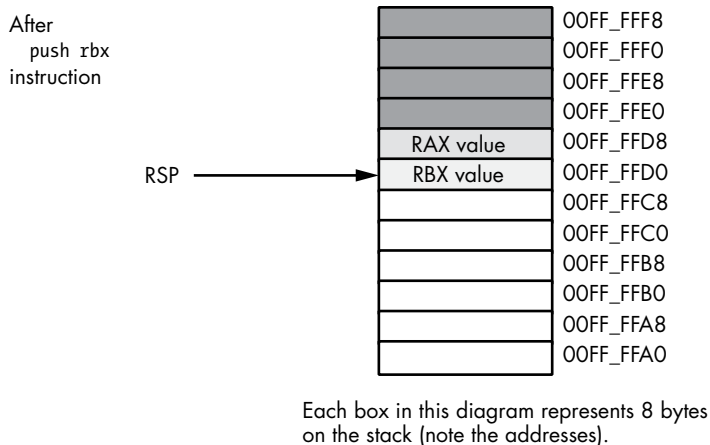 After
push rbx
instruction
00FF_FFF8
00FF_FFF0
00FF_FFE8
00FF_FFE0
RAX value 00FF_FFD8
RSP RBX value 00FF_FFD0
00FF_FFC8
00FF_FFC0
00FF_FFB8
00FF_FFB0
00FF_FFA8
00FF_FFA0
Each box in this diagram represents 8 bytes
on the stack (note the addresses).